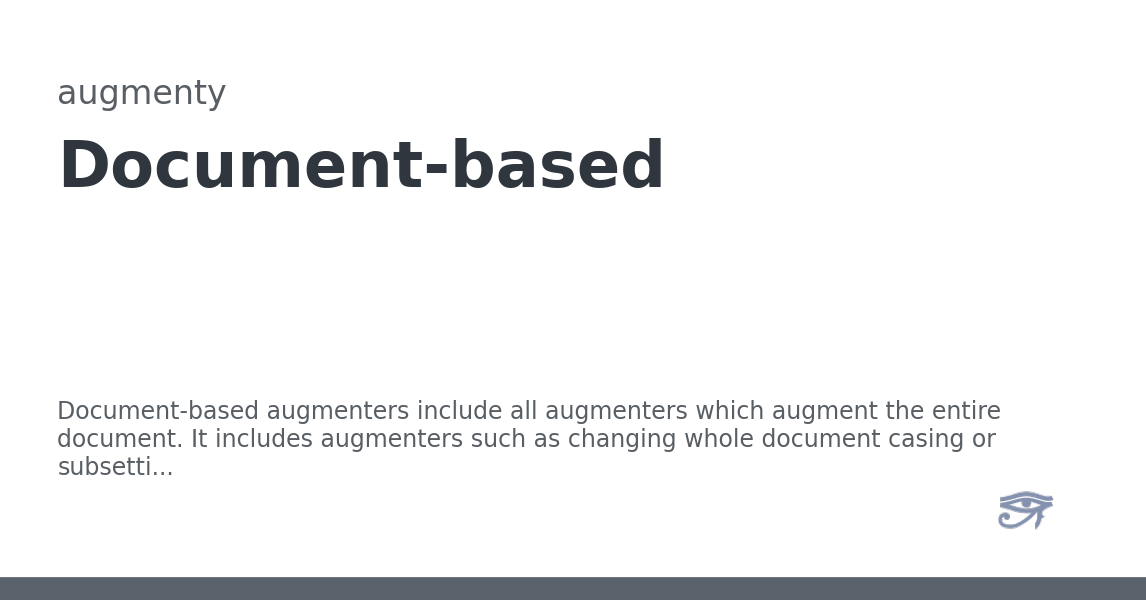 augmenty
Document-based
Document-based augmenters include all augmenters which augment the entire
document. It includes augmenters such as changing whole document casing or
subsetti...